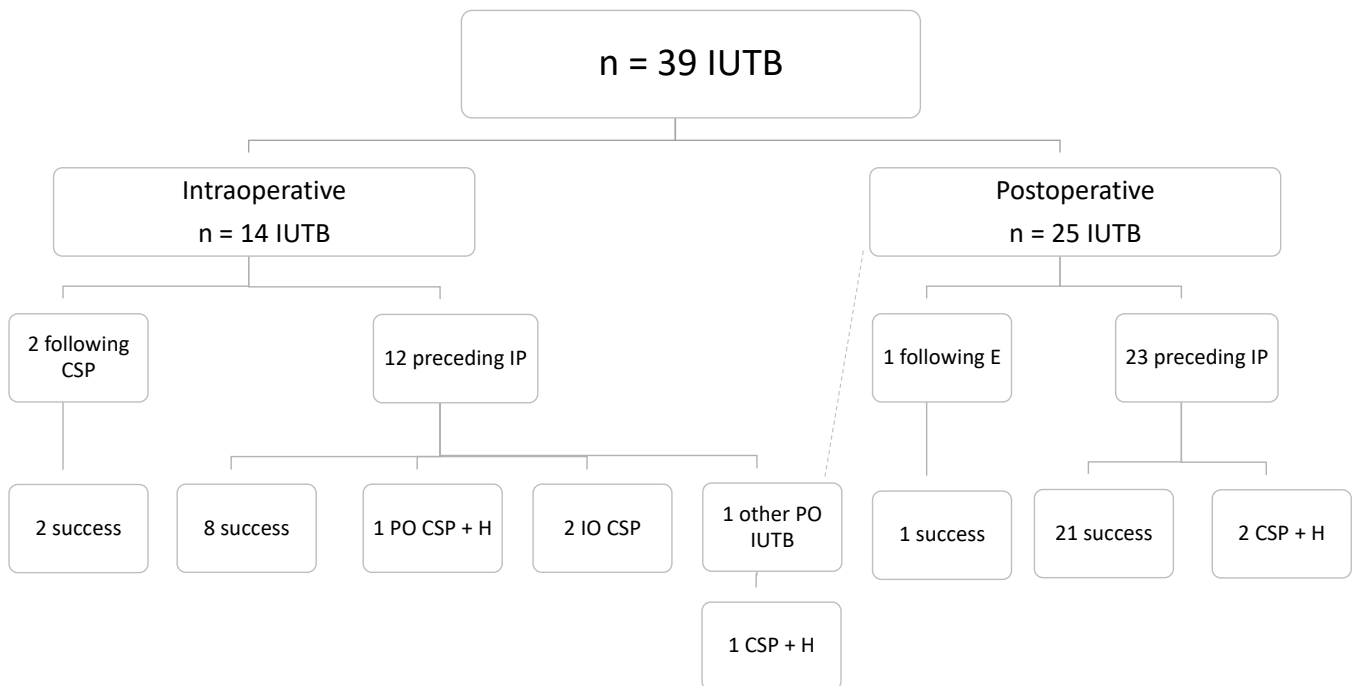 n = 39 IUTB
Intraoperative
n = 14 IUTB
Postoperative
n = 25 IUTB
2 following
CSP
12 preceding IP
1 following E
23 preceding IP
2 success
8 success
1 PO CSP + H
2 IO CSP
1 other PO
IUTB
1 success
21 success
2 CSP + H
1 CSP + H